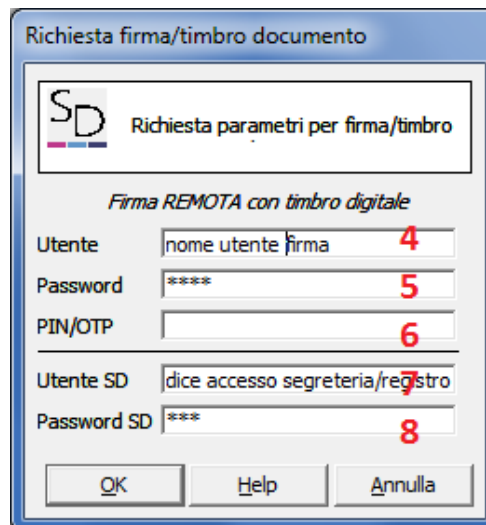 Richiesta firma/timbro documento
SD
Richiesta parametri per firma/timbro
Firma REMOTA con timbro digitale
Utente nome utente firma 4
Password **** 5
PIN/OTP 6
Utente SD dice accesso segreteria/registro 7
Password SD *** 8
OK Help Annulla